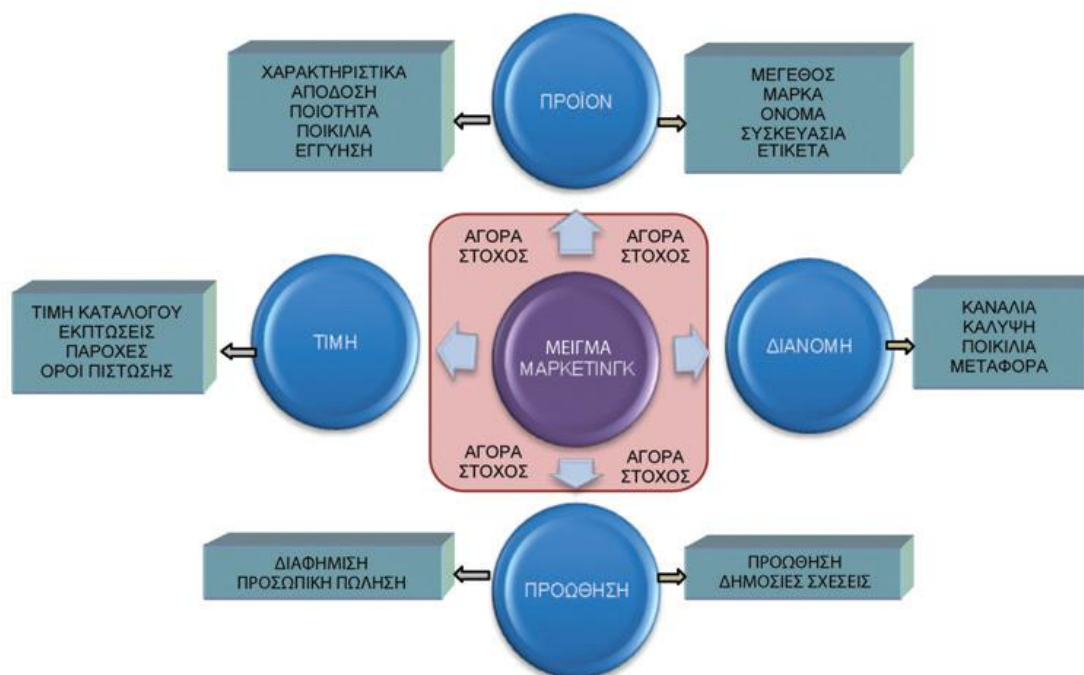 ΧΑΡΑΚΤΗΡΙΣΤΙΚΑ
ΑΠΟΔΟΣΗ
ΠΟΙΟΤΗΤΑ
ΠΟΙΚΙΛΙΑ
ΕΓΓΥΗΣΗ
ΠΡΟΪΟΝ
ΜΕΓΕΘΟΣ
ΜΑΡΚΑ
ΟΝΟΜΑ
ΣΥΣΚΕΥΑΣΙΑ
ΕΤΙΚΕΤΑ
ΑΓΟΡΑ
ΣΤΟΧΟΣ
ΑΓΟΡΑ
ΣΤΟΧΟΣ
ΤΙΜΗ ΚΑΤΑΛΟΓΟΥ
ΕΚΠΤΩΣΕΙΣ
ΠΑΡΟΧΕΣ
ΟΡΟΙ ΠΙΣΤΩΣΗΣ
ΤΙΜΗ
ΜΕΙΓΜΑ
ΜΑΡΚΕΤΙΝΓΚ
ΔΙΑΝΟΜΗ
ΚΑΝΑΛΙΑ
ΚΑΛΥΨΗ
ΠΟΙΚΙΛΙΑ
ΜΕΤΑΦΟΡΑ
ΑΓΟΡΑ
ΣΤΟΧΟΣ
ΑΓΟΡΑ
ΣΤΟΧΟΣ
ΔΙΑΦΗΜΙΣΗ
ΠΡΟΣΩΠΙΚΗ ΠΩΛΗΣΗ
ΠΡΟΩΘΗΣΗ
ΠΡΟΩΘΗΣΗ
ΔΗΜΟΣΙΕΣ ΣΧΕΣΕΙΣ